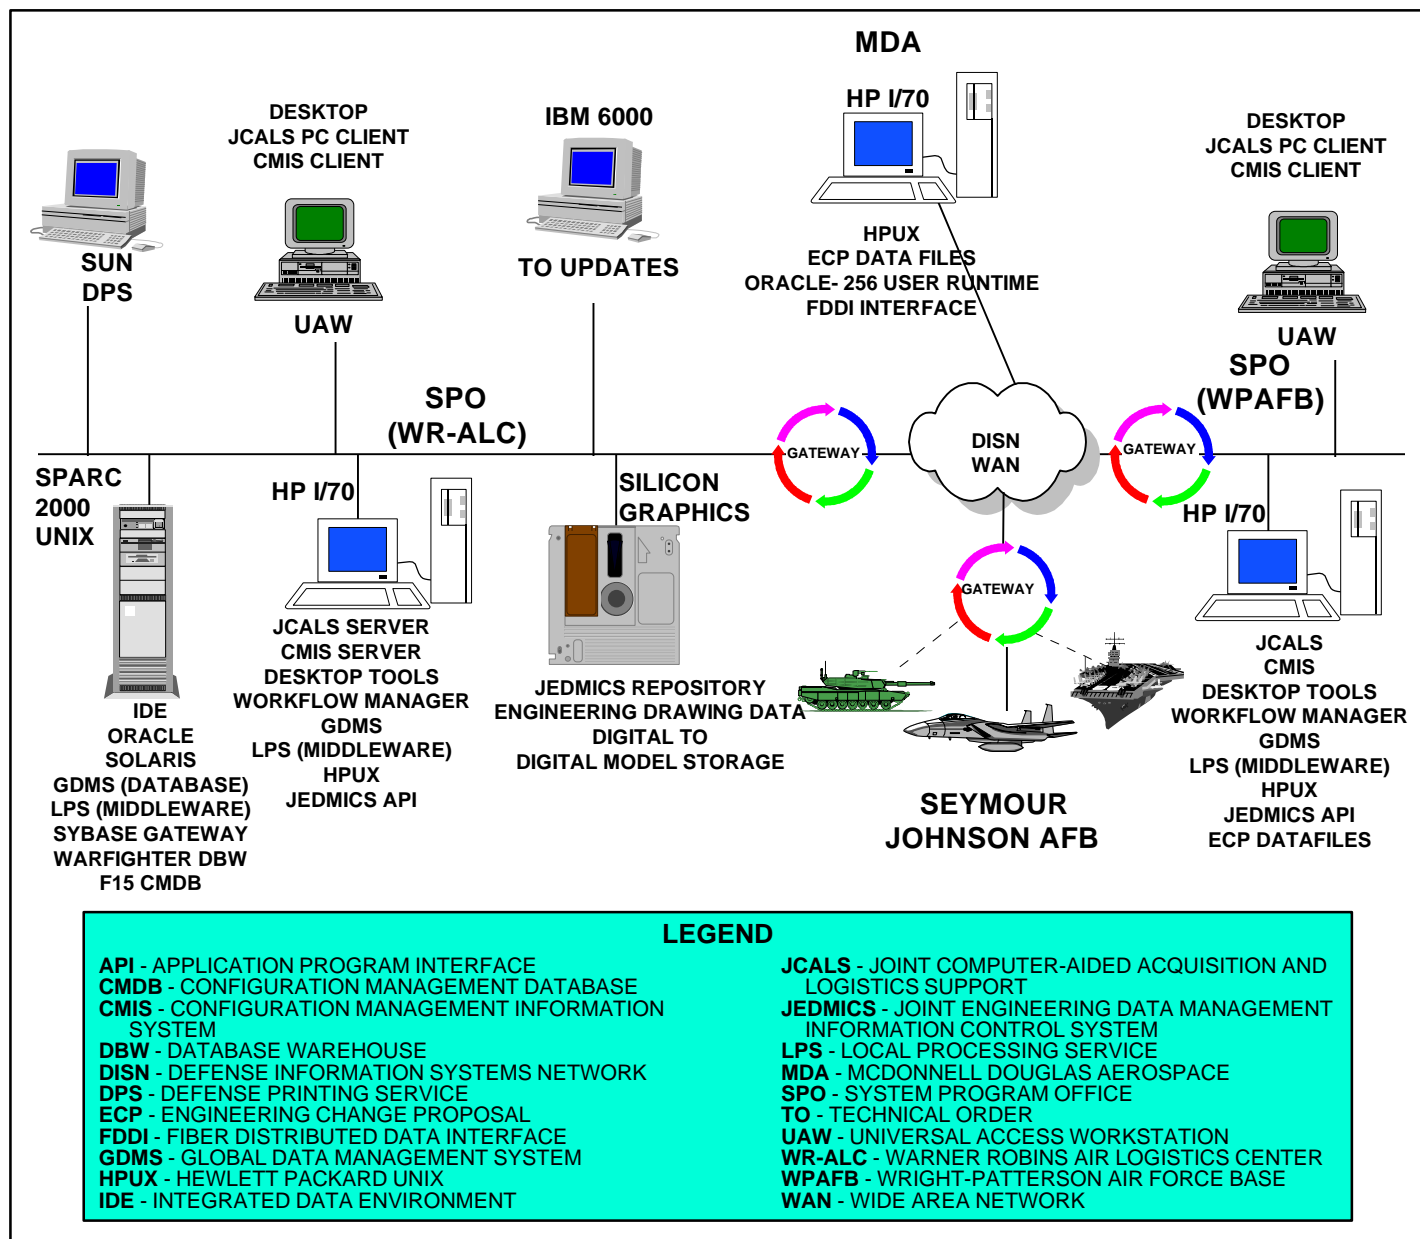 MDA
HP I/70
HPUX
ECP DATA FILES
ORACLE- 256 USER RUNTIME
FDDI INTERFACE
DESKTOP
JCALS PC CLIENT
CMIS CLIENT
UAW
IBM 6000
TO UPDATES
SUN
DPS
DESKTOP
JCALS PC CLIENT
CMIS CLIENT
UAW
SPO
(WR-ALC)
SPO
(WPAFB)
GATEWAY
DISN
WAN
GATEWAY
SPARC
2000
UNIX
IDE
ORACLE
SOLARIS
GDMS (DATABASE)
LPS (MIDDLEWARE)
SYBASE GATEWAY
WARFIGHTER DBW
F15 CMDB
HP I/70
JCALS SERVER
CMIS SERVER
DESKTOP TOOLS
WORKFLOW MANAGER
GDMS
LPS (MIDDLEWARE)
HPUX
JEDMICS API
SILICON
GRAPHICS
JEDMICS REPOSITORY
ENGINEERING DRAWING DATA
DIGITAL TO
DIGITAL MODEL STORAGE
GATEWAY
SEYMOUR
JOHNSON AFB
HP I/70
JCALS
CMIS
DESKTOP TOOLS
WORKFLOW MANAGER
GDMS
LPS (MIDDLEWARE)
HPUX
JEDMICS API
ECP DATAFILES
LEGEND
API - APPLICATION PROGRAM INTERFACE
CMDB - CONFIGURATION MANAGEMENT DATABASE
CMIS - CONFIGURATION MANAGEMENT INFORMATION
SYSTEM
DBW - DATABASE WAREHOUSE
DISN - DEFENSE INFORMATION SYSTEMS NETWORK
DPS - DEFENSE PRINTING SERVICE
ECP - ENGINEERING CHANGE PROPOSAL
FDDI - FIBER DISTRIBUTED DATA INTERFACE
GDMS - GLOBAL DATA MANAGEMENT SYSTEM
HPUX - HEWLETT PACKARD UNIX
IDE - INTEGRATED DATA ENVIRONMENT
JCALS - JOINT COMPUTER-AIDED ACQUISITION AND
LOGISTICS SUPPORT
JEDMICS - JOINT ENGINEERING DATA MANAGEMENT
INFORMATION CONTROL SYSTEM
LPS - LOCAL PROCESSING SERVICE
MDA - MCDONNELL DOUGLAS AEROSPACE
SPO - SYSTEM PROGRAM OFFICE
TO - TECHNICAL ORDER
UAW - UNIVERSAL ACCESS WORKSTATION
WR-ALC - WARNER ROBINS AIR LOGISTICS CENTER
WPAFB - WRIGHT-PATTERSON AIR FORCE BASE
WAN - WIDE AREA NETWORK